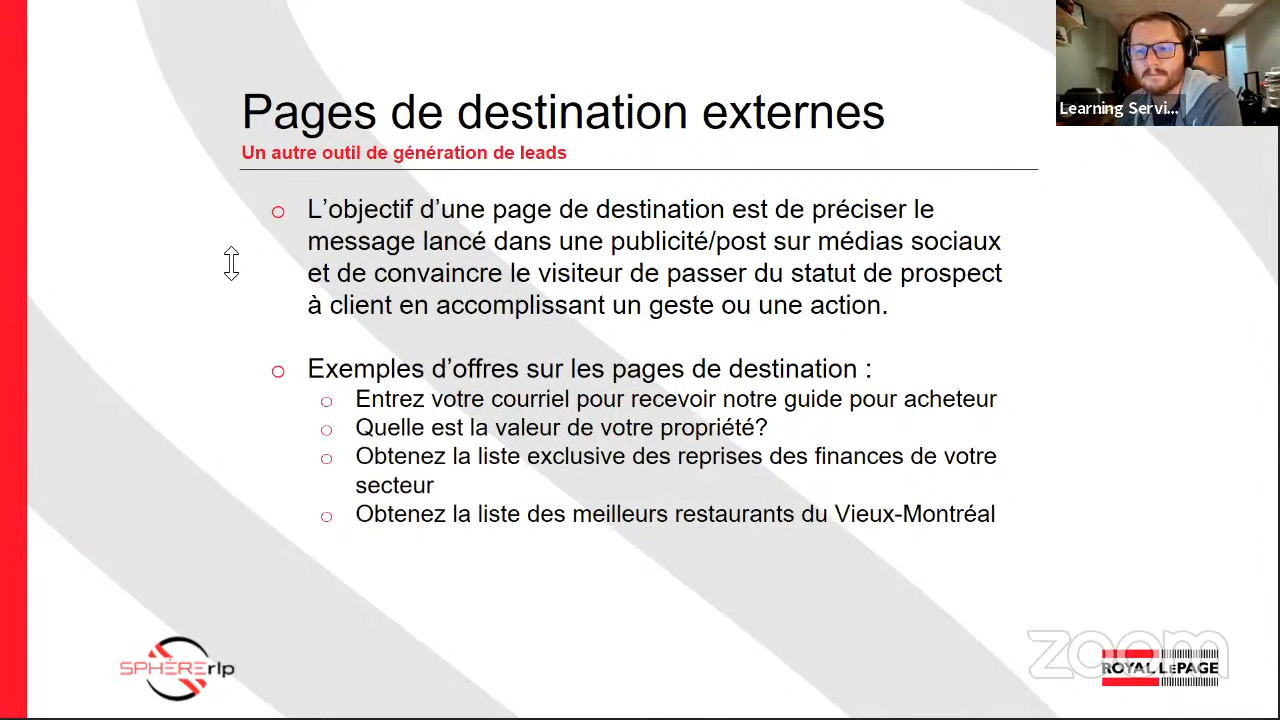 Pages de destination externes
Un autre outil de génération de leads
L’objectif d’une page de destination est de préciser le
message lancé dans une publicité/post sur médias sociaux
et de convaincre le visiteur de passer du statut de prospect
à client en accomplissant un geste ou une action.
Exemples d’offres sur les pages de destination :
Entrez votre courriel pour recevoir notre guide pour acheteur
Quelle est la valeur de votre propriété?
Obtenez la liste exclusive des reprises des finances de votre
secteur
Obtenez la liste des meilleurs restaurants du Vieux-Montréal
Learning Servi...
SPHÈRErlp
zoom
ROYAL LEPAGE